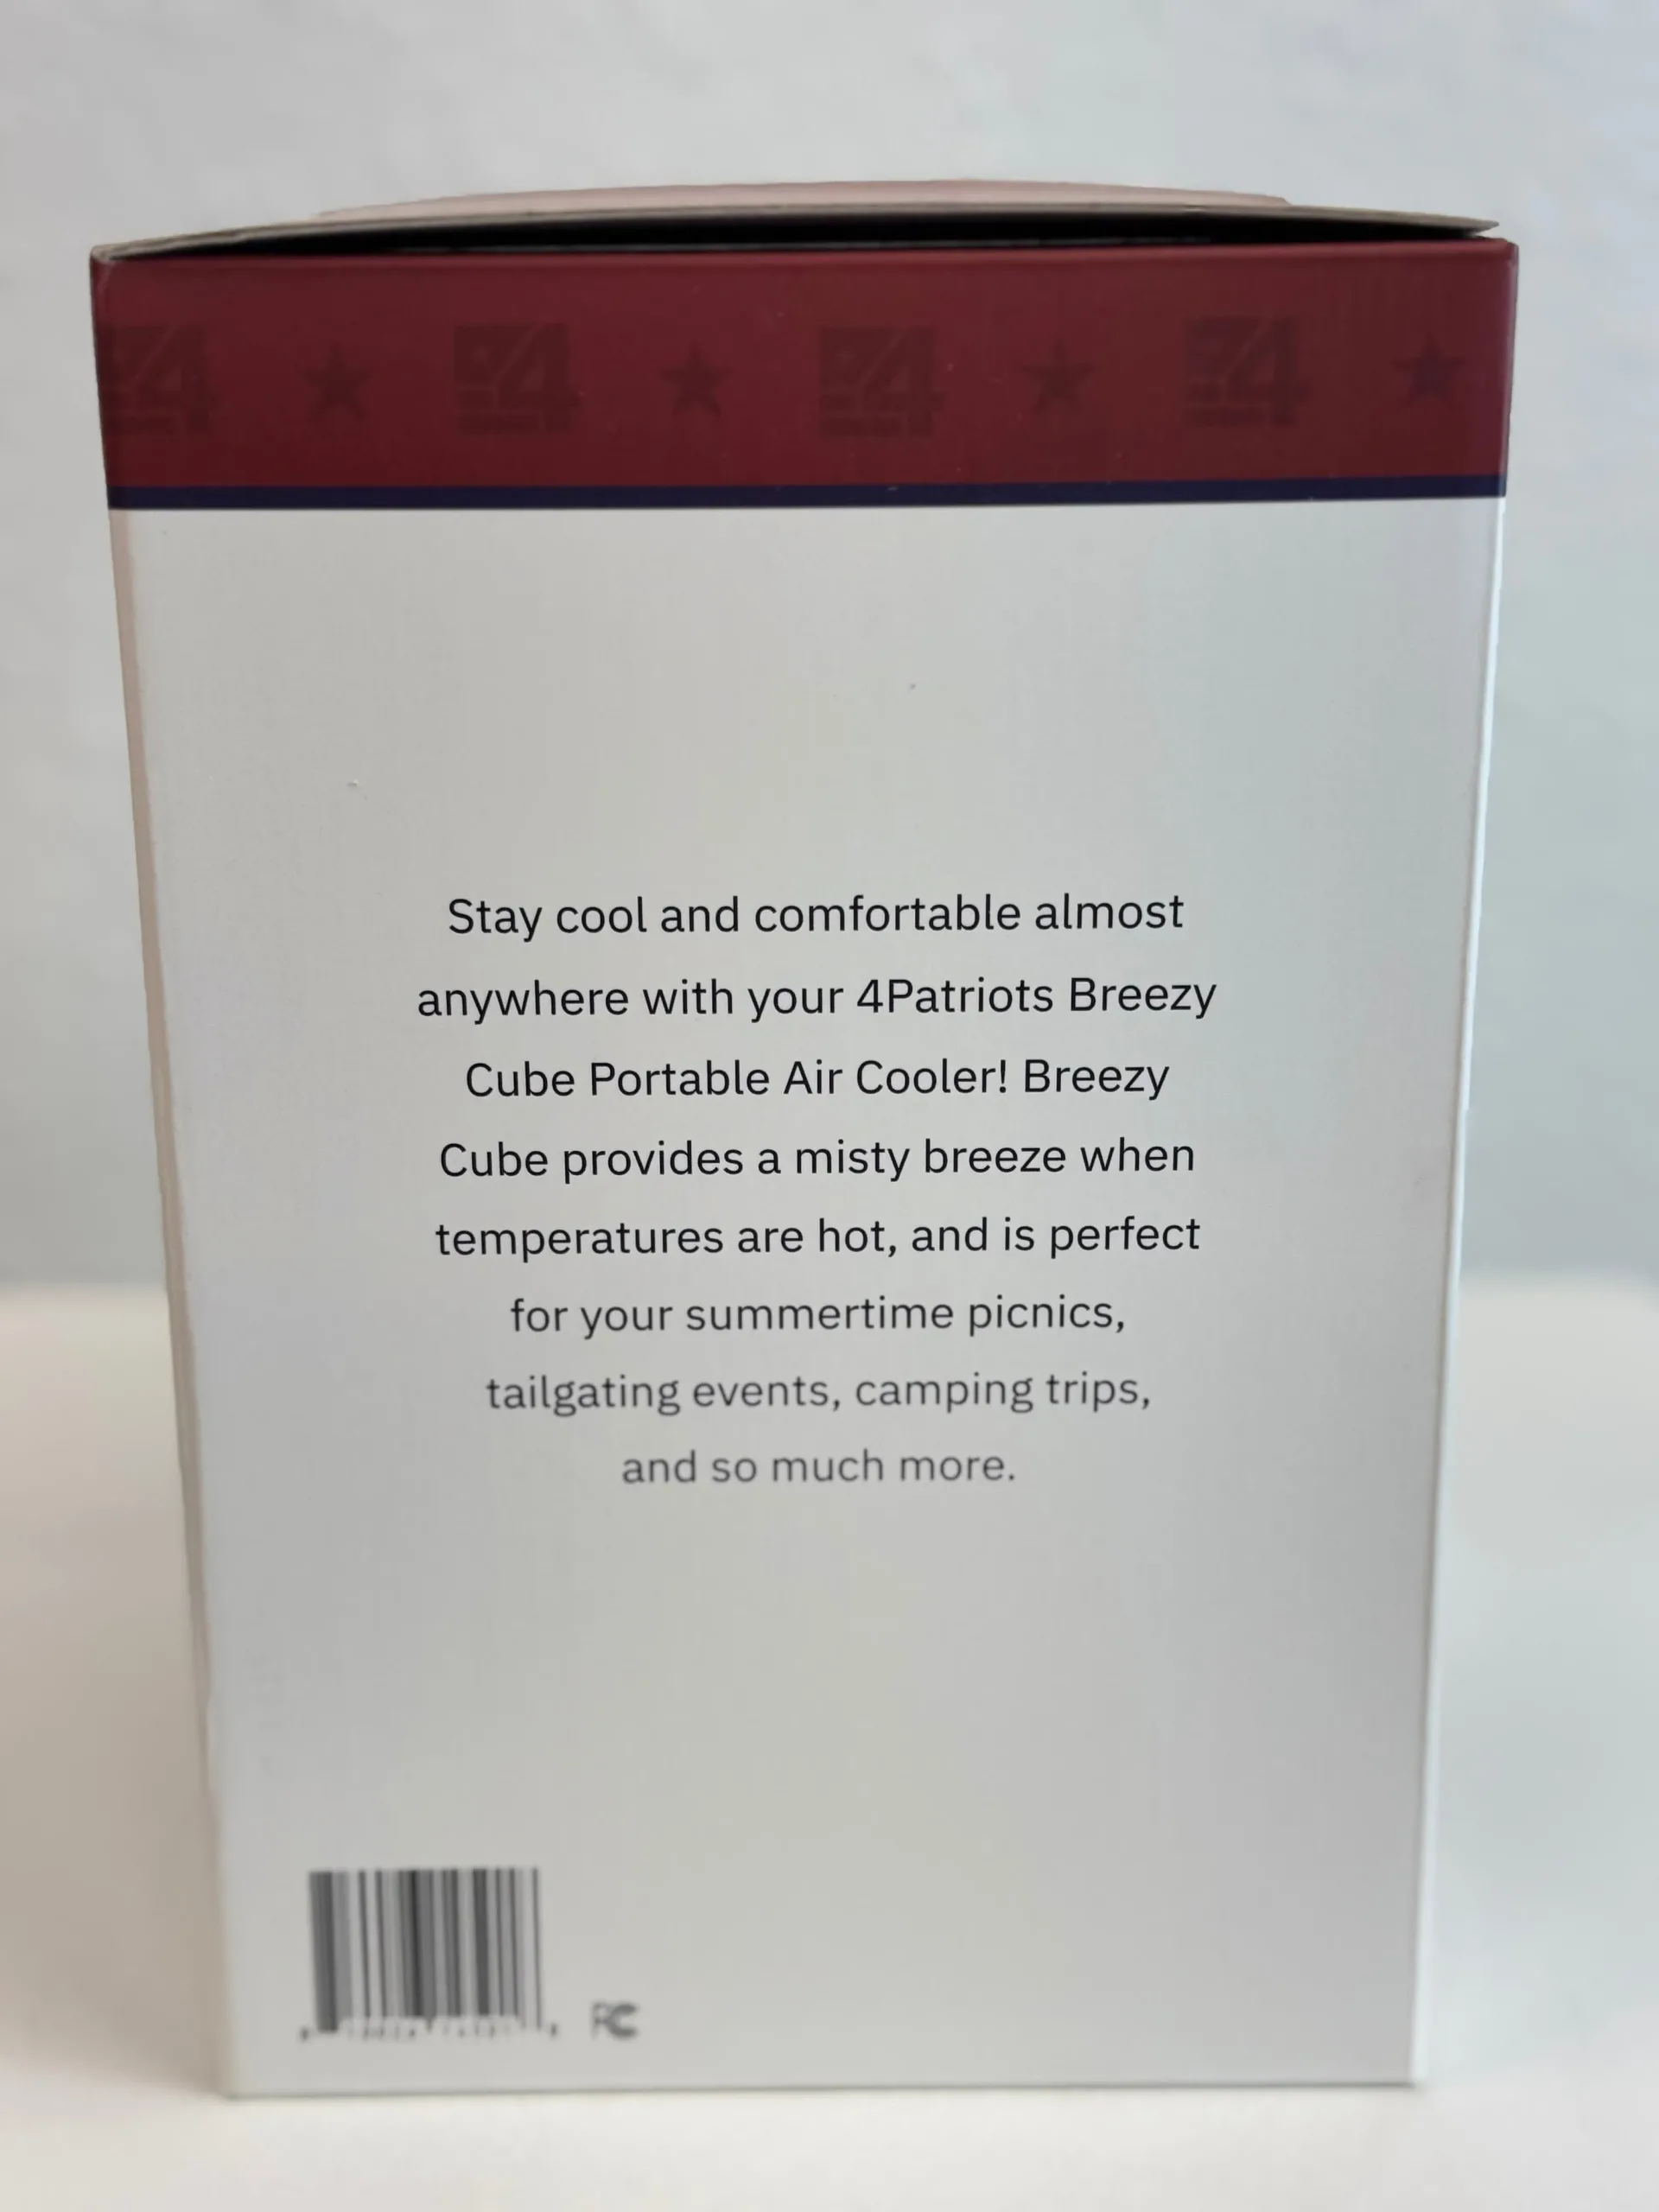 Stay cool and comfortable almost
anywhere with your 4Patriots Breezy
Cube Portable Air Cooler! Breezy
Cube provides a misty breeze when
temperatures are hot, and is perfect
for your summertime picnics,
tailgating events, camping trips,
and so much more.